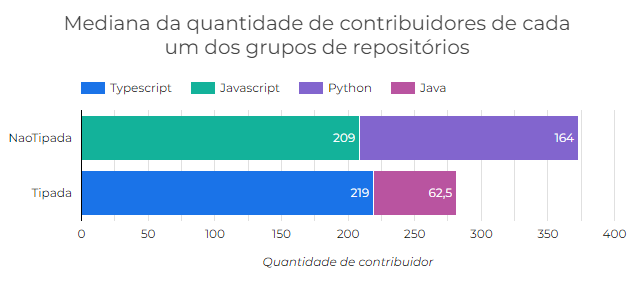 Mediana da quantidade de contribuidores de cada
um dos grupos de repositórios
Typescript Javascript Python Java
NaoTipada 209 164
Tipada 219 62,5
0 50 100 150 200 250 300 350 400
Quantidade de contribuidor